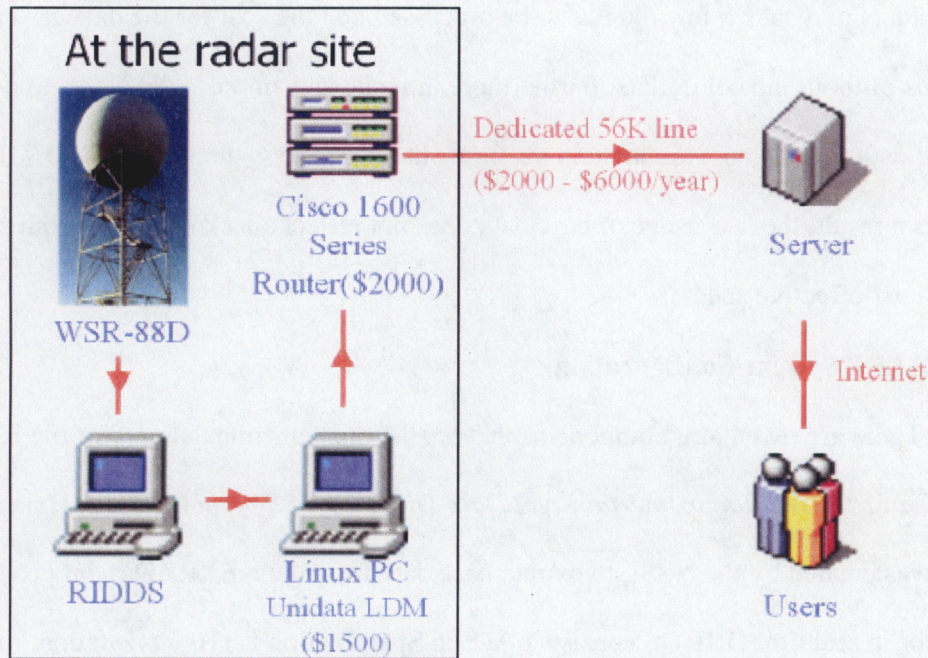 At the radar site
WSR-88D
Cisco 1600
Series
Router($2000)
Dedicated 56K line
($2000 - $6000/year)
Server
Internet
RIDDS
Linux PC
Unidata LDM
($1500)
Users